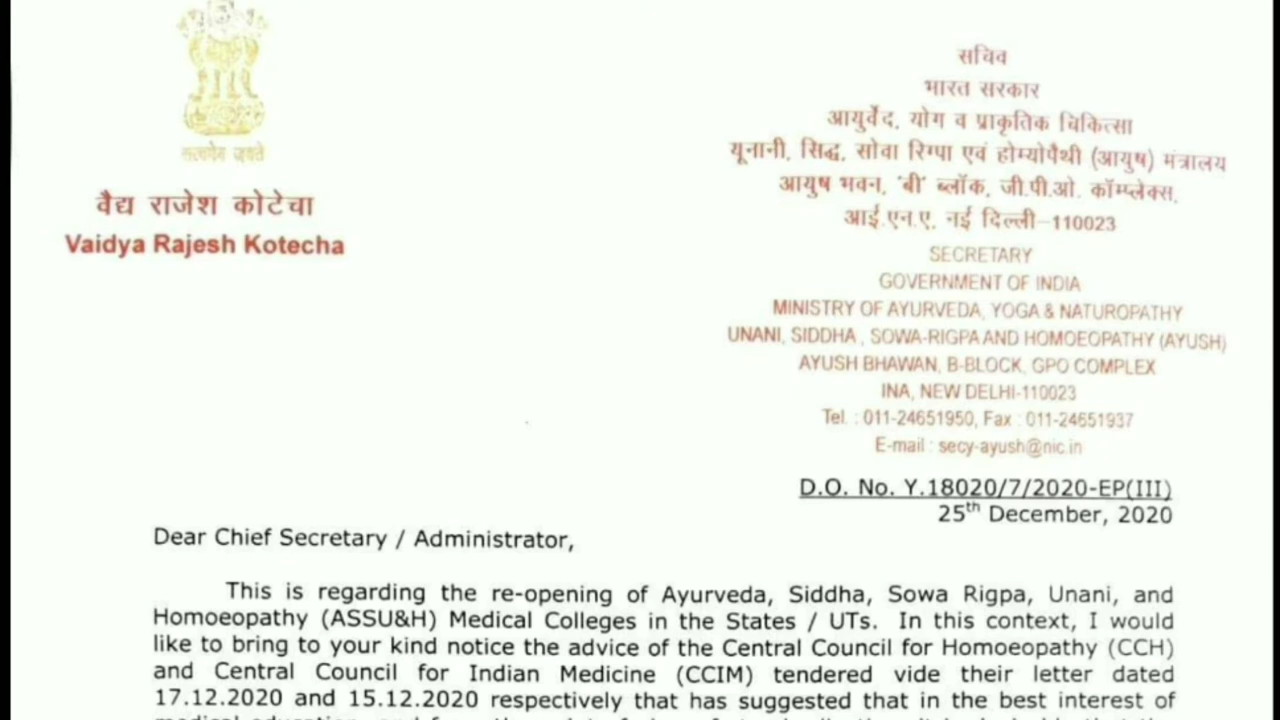 सत्यमेव जयते
वैद्य राजेश कोटेचा
Vaidya Rajesh Kotecha
सचिव
भारत सरकार
आयुर्वेद, योग व प्राकृतिक चिकित्सा
यूनानी, सिद्ध, सोवा रिग्पा एवं होम्योपैथी (आयुष) मंत्रालय
आयुष भवन, 'बी' ब्लॉक, जी.पी.ओ. कॉम्प्लेक्स,
आई.एन.ए, नई दिल्ली–110023
SECRETARY
GOVERNMENT OF INDIA
MINISTRY OF AYURVEDA, YOGA & NATUROPATHY
UNANI, SIDDHA , SOWA-RIGPA AND HOMOEOPATHY (AYUSH)
AYUSH BHAWAN, B-BLOCK, GPO COMPLEX
INA, NEW DELHI-110023
Tel. : 011-24651950, Fax : 011-24651937
E-mail : secy-ayush@nic.in
D.O. No. Y.18020/7/2020-EP(III)
25th December, 2020
Dear Chief Secretary / Administrator,
This is regarding the re-opening of Ayurveda, Siddha, Sowa Rigpa, Unani, and
Homoeopathy (ASSU&H) Medical Colleges in the States / UTs. In this context, I would
like to bring to your kind notice the advice of the Central Council for Homoeopathy (CCH)
and Central Council for Indian Medicine (CCIM) tendered vide their letter dated
17.12.2020 and 15.12.2020 respectively that has suggested that in the best interest of